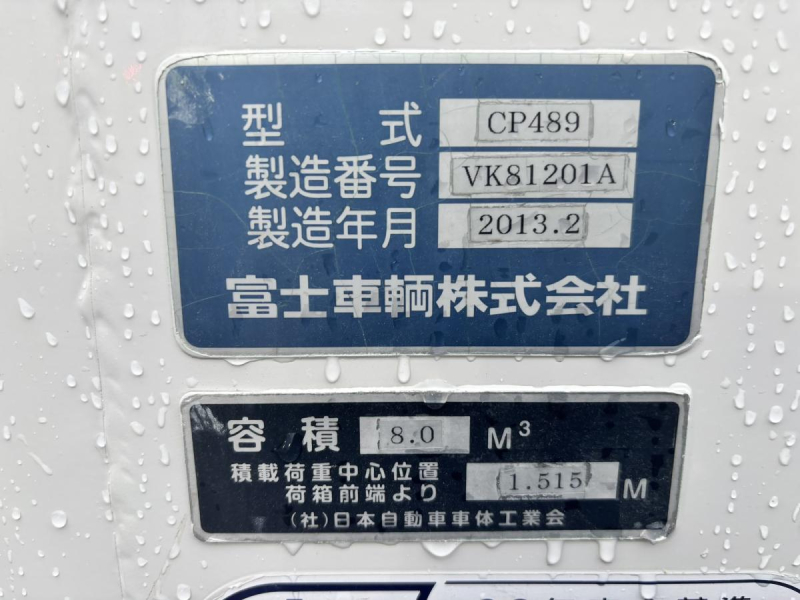 型式 CP489
製造番号 VK81201A
製造年月 2013.2
富士車輌株式会社
容積 8.0 M³
積載荷重中心位置
荷箱前端より 1.515 M
(社)日本自動車車体工業会